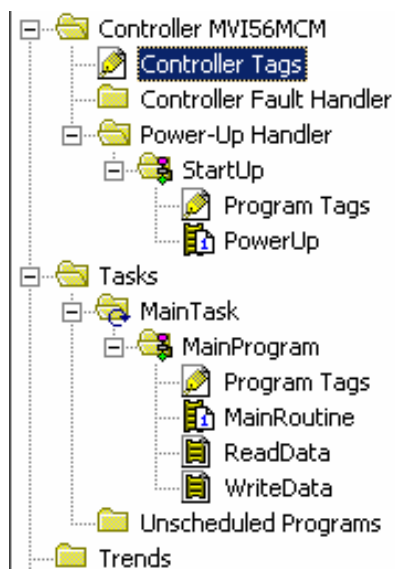 Controller MVI56MCM
Controller Tags
Controller Fault Handler
Power-Up Handler
StartUp
Program Tags
PowerUp
Tasks
MainTask
MainProgram
Program Tags
MainRoutine
ReadData
WriteData
Unscheduled Programs
Trends